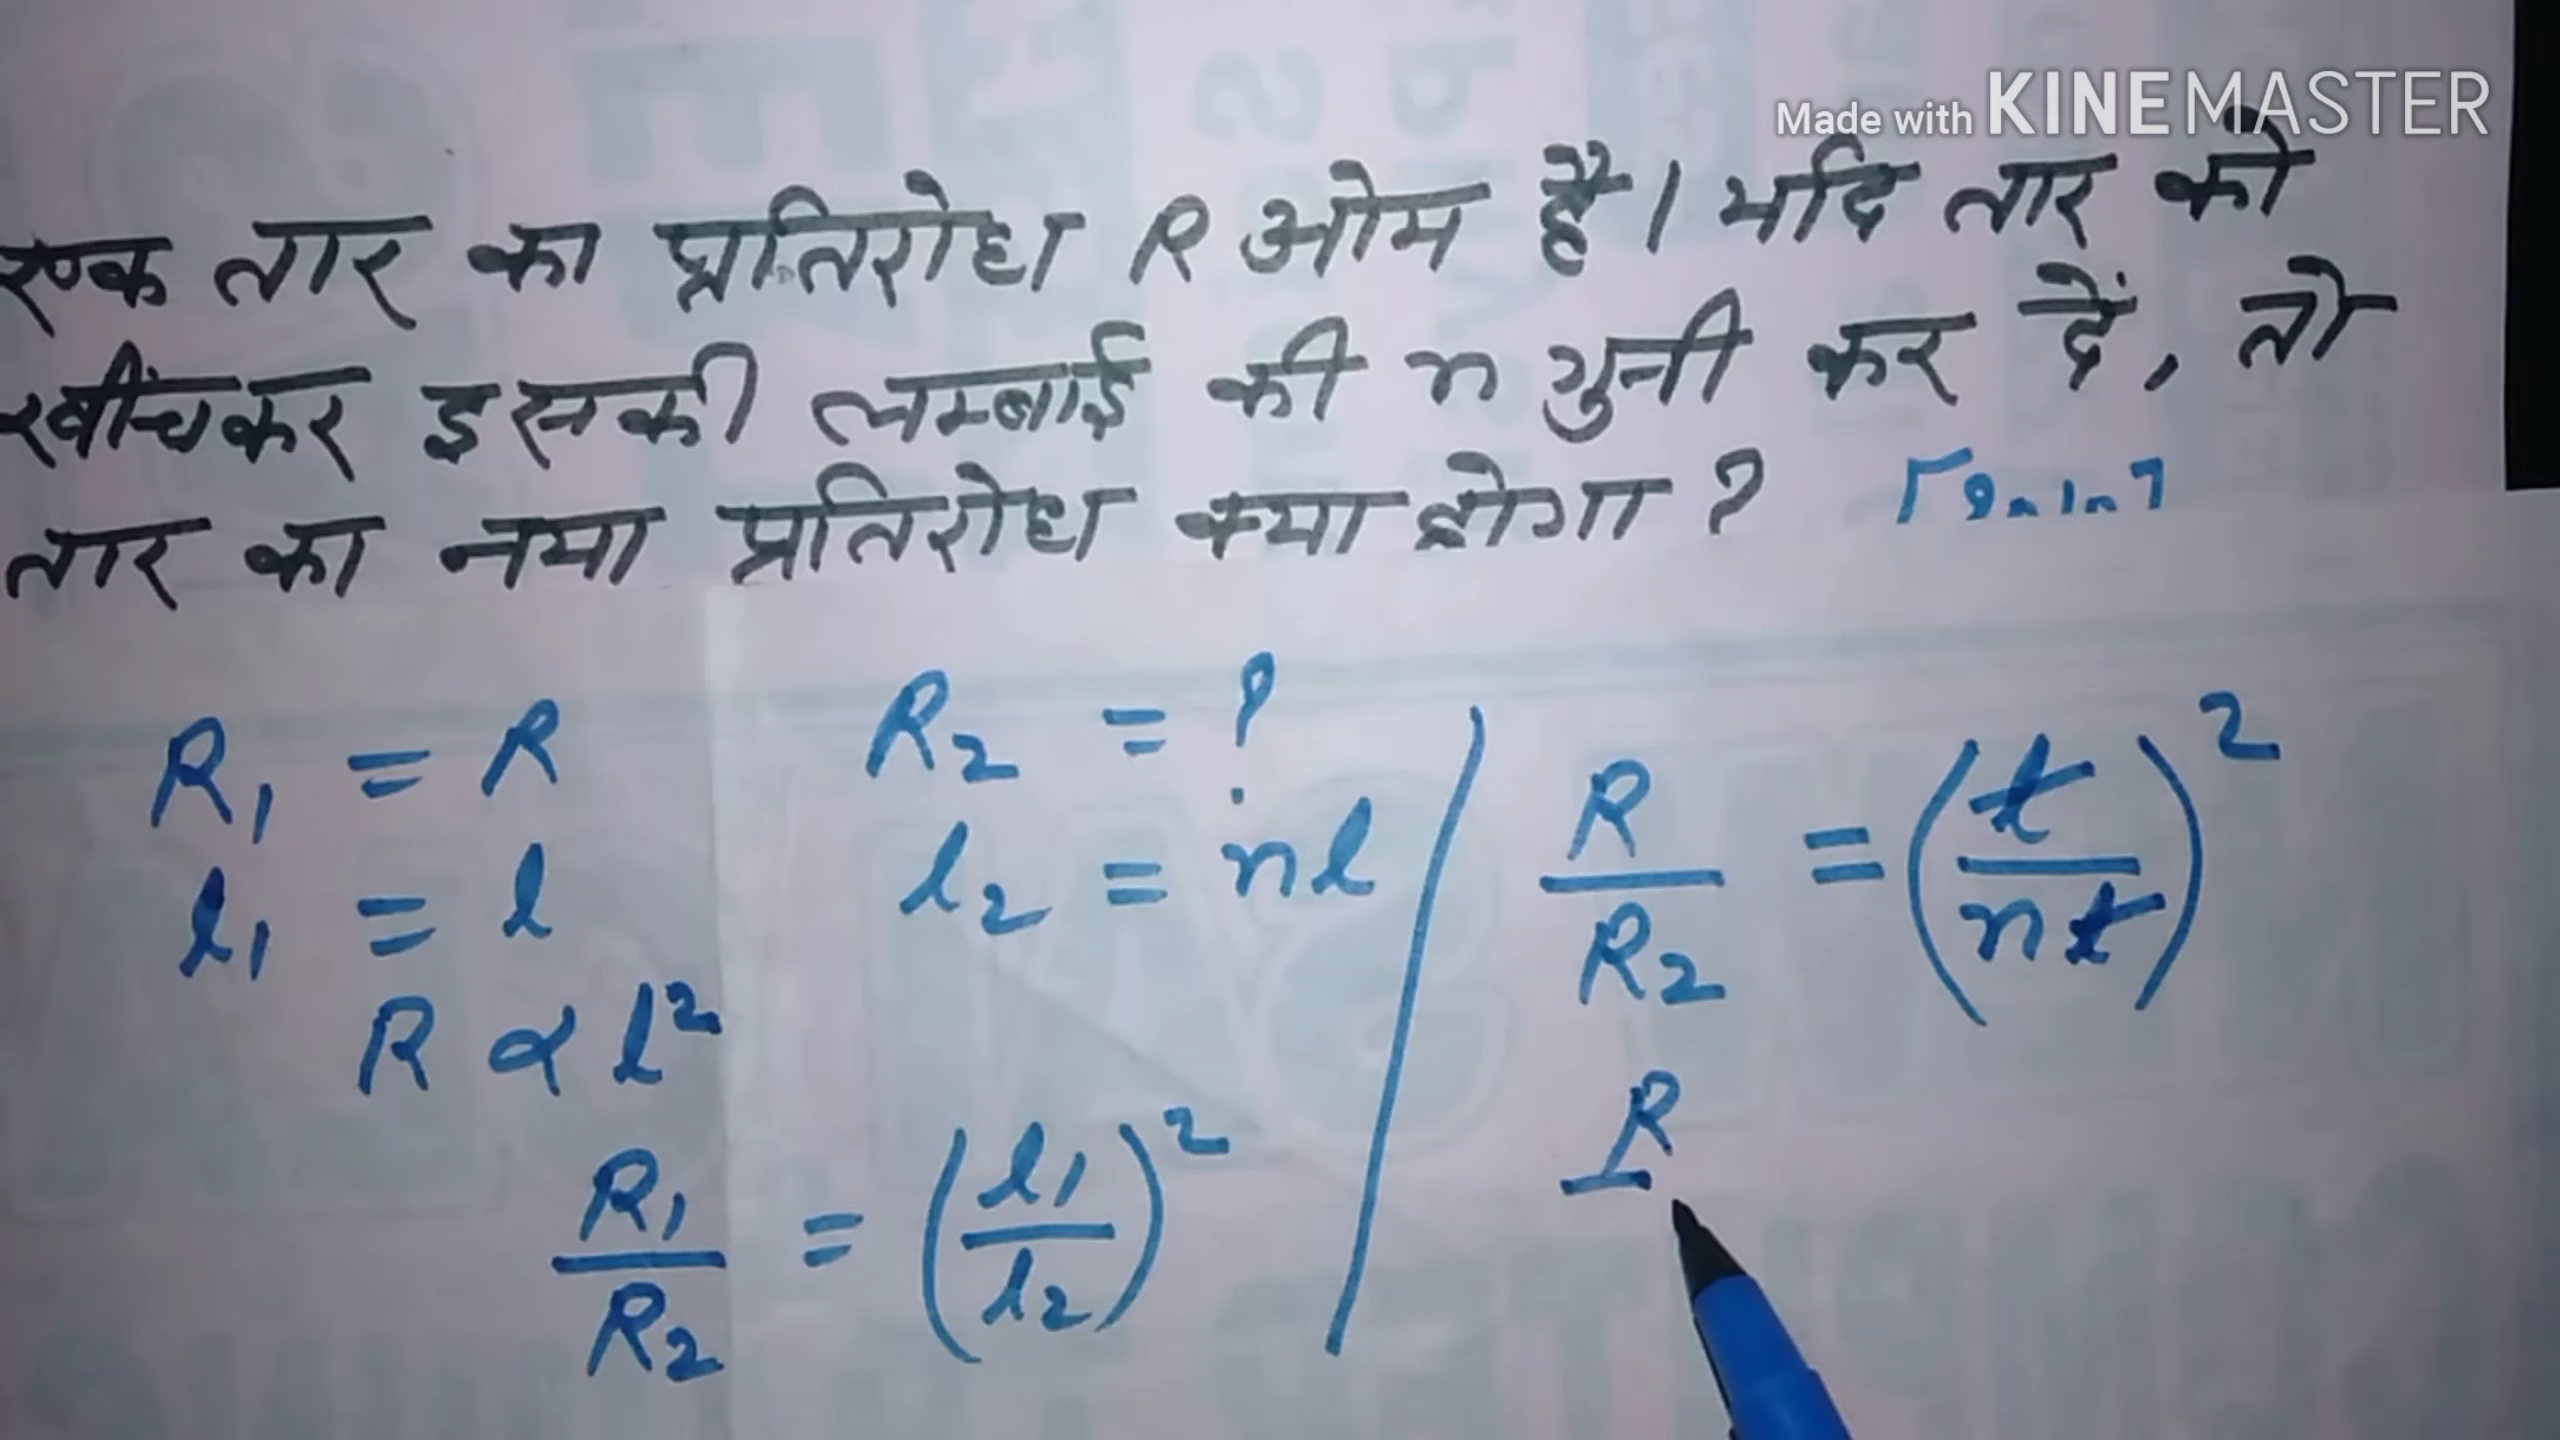 Made with KINEMASTER
एक तार का प्रतिरोध R ओम है। यदि तार को
खींचकर इसकी लम्बाई की n गुनी कर दें, तो
तार का नया प्रतिरोध क्या होगा?
R₁ = R
l₁ = l
R₂ = ?
l₂ = nl
R ∝ l²
R₁/R₂ = (l₁/l₂)²
R/R₂ = (l/nl)²
R